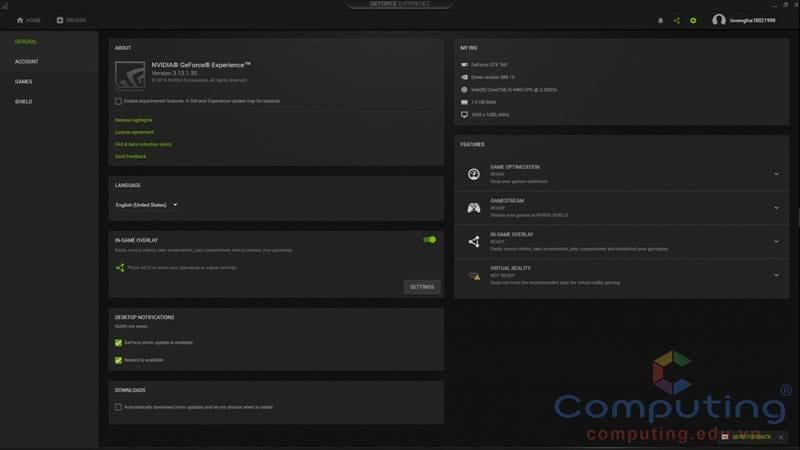 GEFORCE EXPERIENCE
HOME
DRIVERS
ilovenghia18021998
GENERAL
ACCOUNT
GAMES
SHIELD
ABOUT
NVIDIA® GeForce® Experience™
Version 3.13.1.30
© 2018 NVIDIA Corporation. All rights reserved.
Enable experimental features. A GeForce Experience update may be required.
Release highlights
License agreement
FAQ & data collection policy
Send Feedback
LANGUAGE
English (United States)
IN-GAME OVERLAY
Easily record videos, take screenshots, play cooperatively and broadcast your gameplay.
Press Alt+Z to share your gameplay or adjust settings.
SETTINGS
DESKTOP NOTIFICATIONS
Notify me when:
GeForce driver update is available
Reward is available
DOWNLOADS
Automatically download driver updates and let me choose when to install
MY RIG
GeForce GTX 760
Driver version 388.13
Intel(R) Core(TM) i5-4460 CPU @ 3.20GHz
7.9 GB RAM
1920 x 1080, 60Hz
FEATURES
GAME OPTIMIZATION
READY
Keep your games optimized
GAMESTREAM
READY
Stream your games to NVIDIA SHIELD
IN-GAME OVERLAY
READY
Easily record videos, take screenshots, play cooperatively and broadcast your gameplay.
VIRTUAL REALITY
NOT READY
Does not meet the recommended spec for virtual reality gaming
Computing®
computing.edu.vn
SEND FEEDBACK